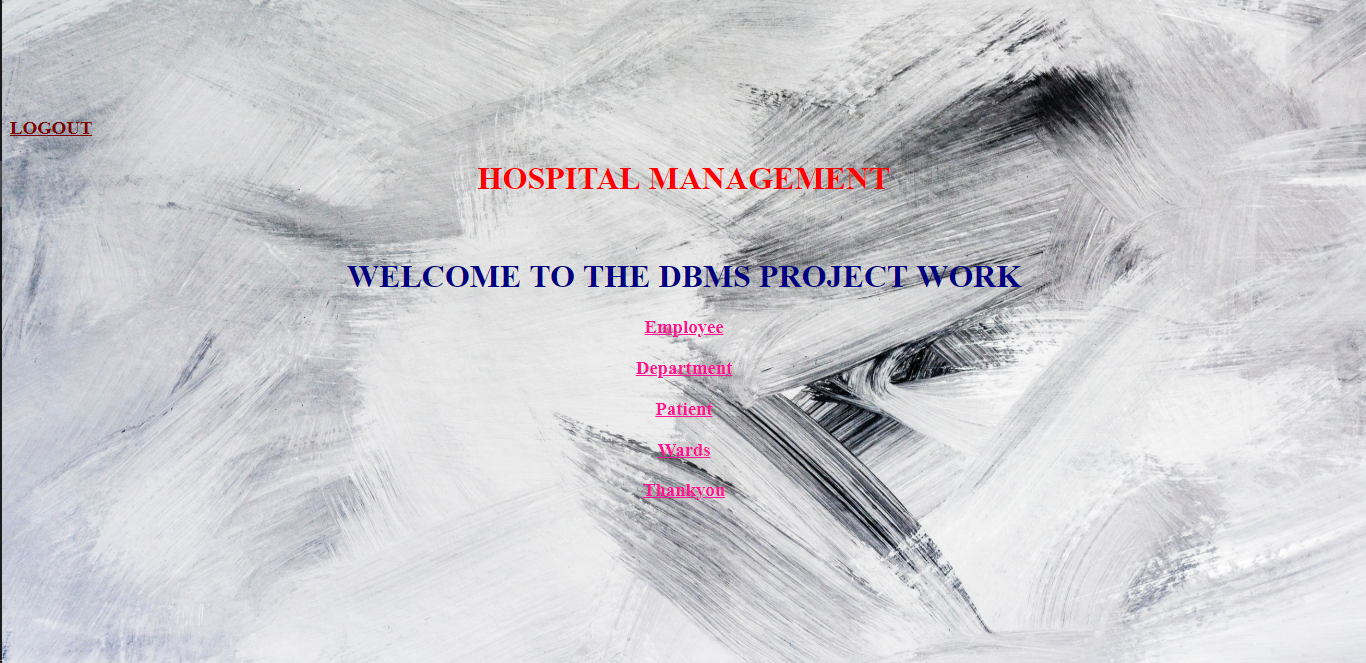 LOGOUT
HOSPITAL MANAGEMENT
WELCOME TO THE DBMS PROJECT WORK
Employee
Department
Patient
Wards
Thankyou